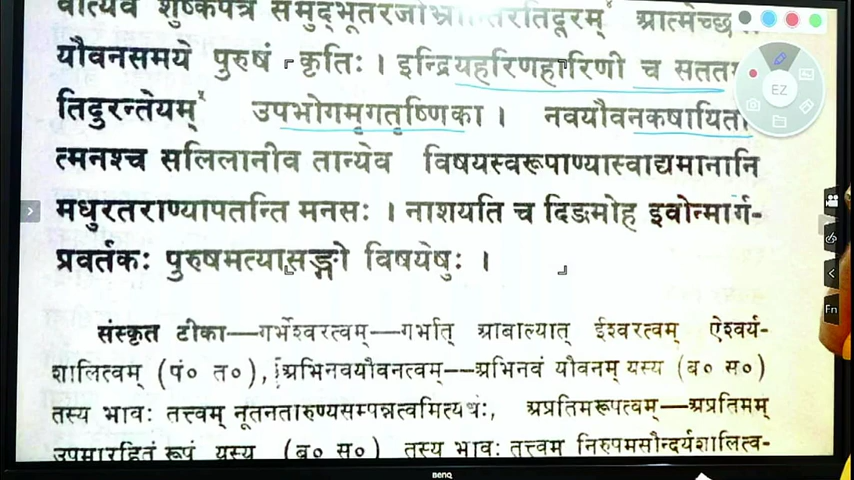 वात्येव शुष्कपत्रं समुद्भूतरजोभ्रान्तिरतिदूरम् आत्मेच्छया
यौवनसमये पुरुषं कृतिः । इन्द्रियहरिणहारिणी च सतत
तिदुरन्तेयम् उपभोगमृगतृष्णिका । नवयौवनकषायिता
त्मनश्च सलिलानीव तान्येव विषयस्वरूपाण्यास्वाद्यमानानि
मधुरतराण्यापतन्ति मनसः । नाशयति च दिङ्मोह इवोन्मार्ग-
प्रवर्तकः पुरुषमत्यासङ्गो विषयेषुः ।
संस्कृत टीका—गर्भेश्वरत्वम्—गर्भात् आबाल्यात् ईश्वरत्वम् ऐश्वर्य-
शालित्वम् (पं० त०), अभिनवयौवनत्वम्—अभिनवं यौवनम् यस्य (ब० स०)
तस्य भावः तत्त्वम् नूतनतारुण्यसम्पन्नत्वमित्यर्थः, अप्रतिमरूपत्वम्—अप्रतिमम्
उपमारहितं रूपं यस्य (ब० स०) तस्य भावः तत्त्वम् निरुपमसौन्दर्यशालित्व-
EZ
Fn
BENQ